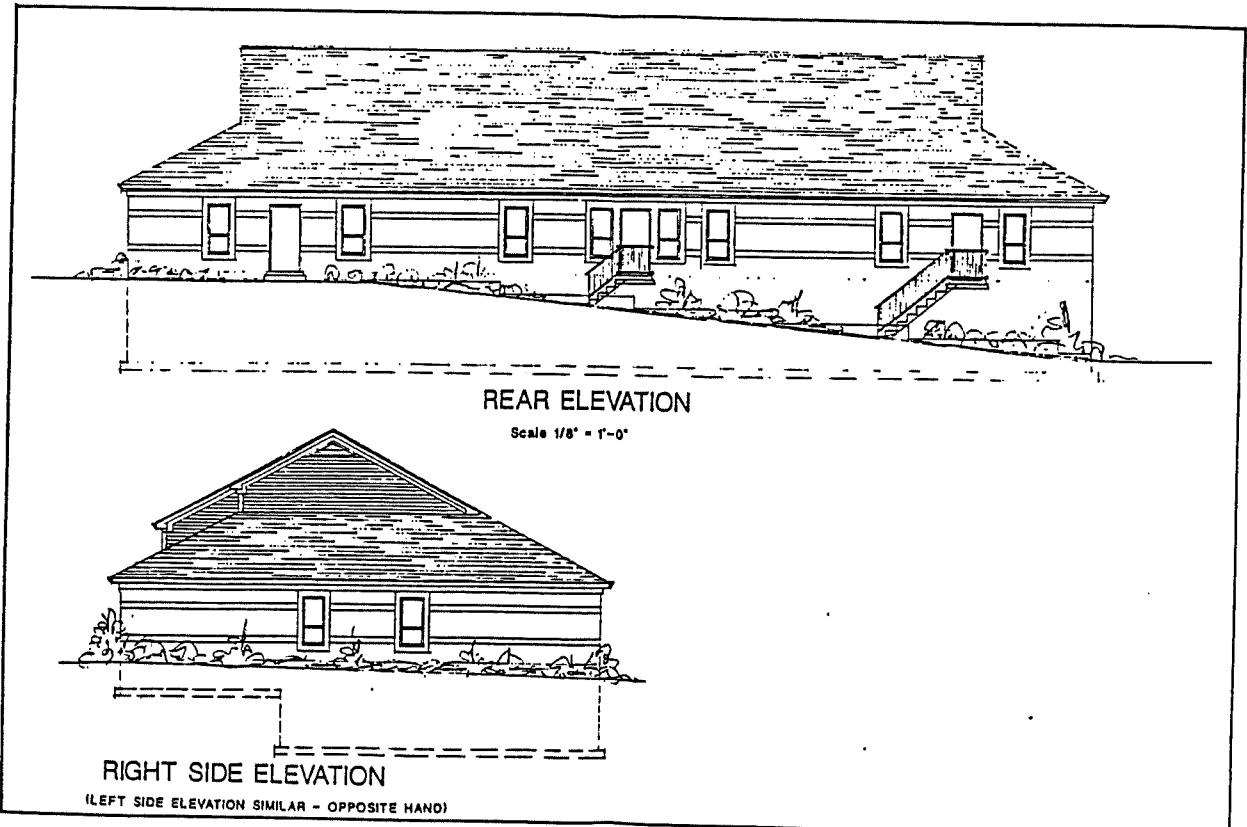 REAR ELEVATION
Scale 1/8" = 1'-0"
RIGHT SIDE ELEVATION
(LEFT SIDE ELEVATION SIMILAR - OPPOSITE HAND)